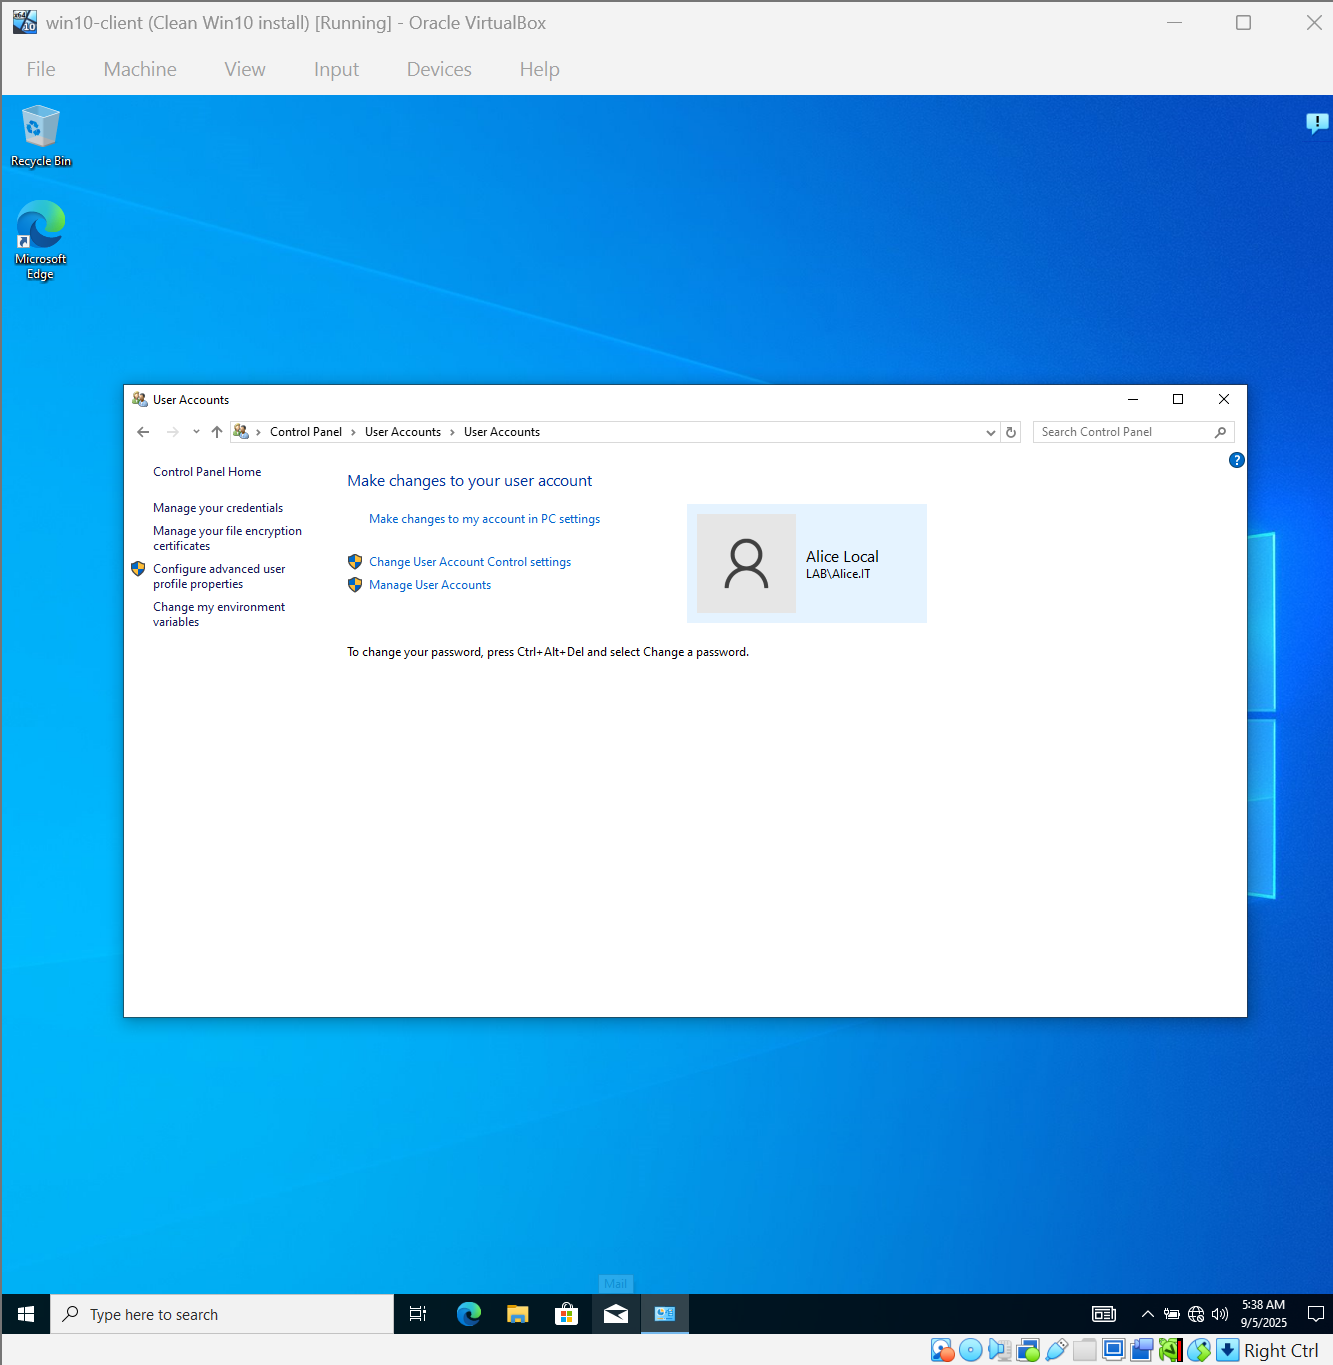 win10-client (Clean Win10 install) [Running] - Oracle VirtualBox
File Machine View Input Devices Help
Recycle Bin
Microsoft
Edge
User Accounts
Control Panel User Accounts User Accounts
Search Control Panel
Control Panel Home
Make changes to your user account
Manage your credentials
Manage your file encryption
certificates
Configure advanced user
profile properties
Change my environment
variables
Make changes to my account in PC settings
Change User Account Control settings
Manage User Accounts
Alice Local
LAB\Alice.IT
To change your password, press Ctrl+Alt+Del and select Change a password.
Mail
Type here to search
5:38 AM
9/5/2025
Right Ctrl